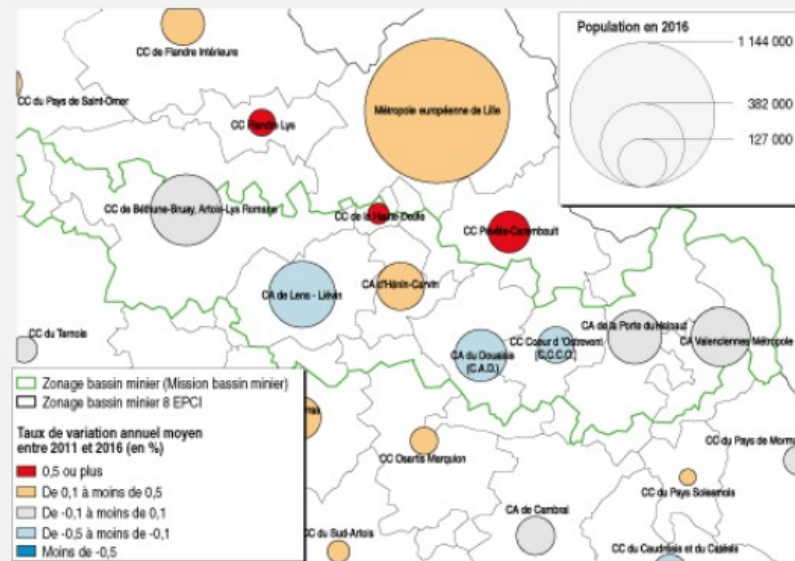 CC de Flandre Intérieure
CC du Pays de Saint-Omer
CC Flandre Lys
Métropole européenne de Lille
Population en 2016
1 144 000
382 000
127 000
CC de Béthune-Bruay, Artois-Lys Romane
CC de la Haute-Deûle
CC Pévèle-Carembault
CA de Lens - Liévin
CA d'Hénin-Carvin
CC du Ternois
CA du Douaisis
(C.A.D.)
CC Coeur d'Ostrevent
(C.C.C.O.)
CA de la Porte du Hainaut
CA Valenciennes Métropole
Zonage bassin minier (Mission bassin minier)
Zonage bassin minier 8 EPCI
Taux de variation annuel moyen
entre 2011 et 2016 (en %)
0,5 ou plus
De 0,1 à moins de 0,5
De -0,1 à moins de 0,1
De -0,5 à moins de -0,1
Moins de -0,5
CC Osartis Marquion
CC du Pays de Morma
CC du Pays Solesmois
CA de Cambrai
CC du Sud-Artois
CC du Caudrésis et du Catésis